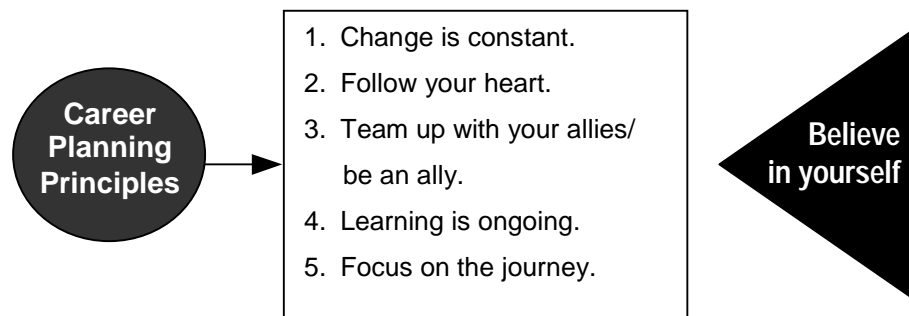 Career
Planning
Principles
1. Change is constant.
2. Follow your heart.
3. Team up with your allies/
be an ally.
4. Learning is ongoing.
5. Focus on the journey.
Believe
in yourself